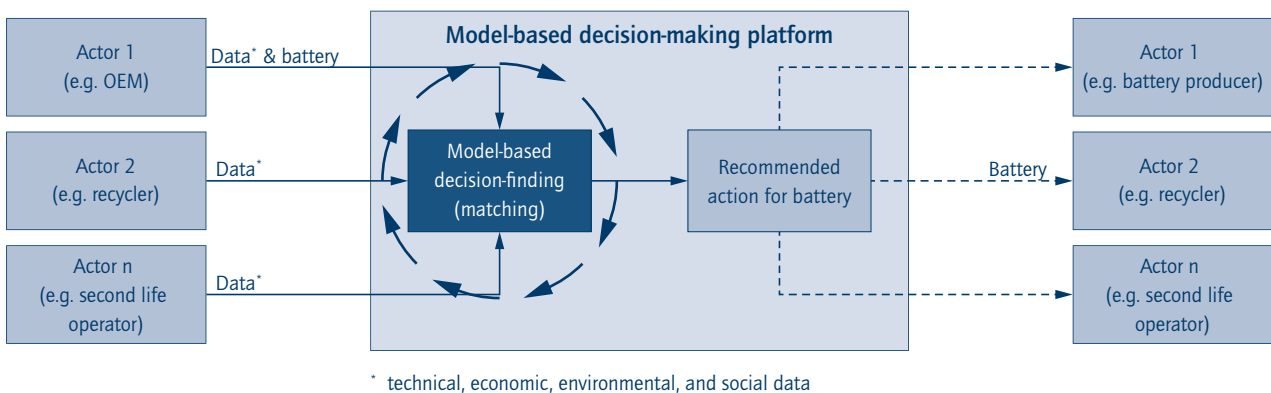 Model-based decision-making platform
Actor 1
(e.g. OEM)
Data* & battery
Actor 1
(e.g. battery producer)
Actor 2
(e.g. recycler)
Data*
Model-based
decision-finding
(matching)
Recommended
action for battery
Battery
Actor 2
(e.g. recycler)
Actor n
(e.g. second life
operator)
Data*
Actor n
(e.g. second life
operator)
* technical, economic, environmental, and social data